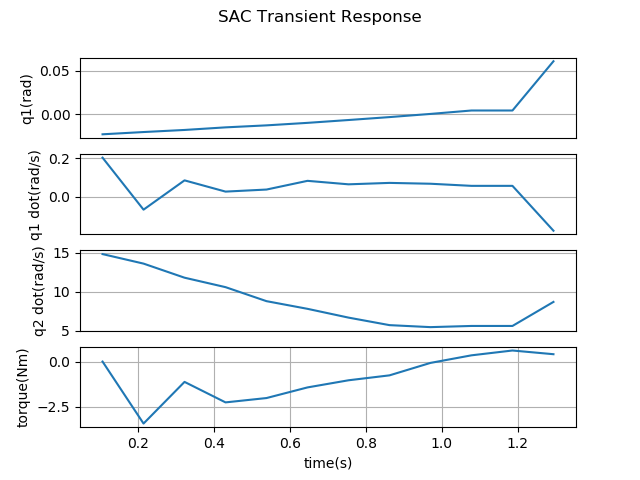 SAC Transient Response
0.05
0.00
q1(rad)
0.2
0.0
q1 dot(rad/s)
15
10
5
q2 dot(rad/s)
0.0
−2.5
torque(Nm)
0.2 0.4 0.6 0.8 1.0 1.2
time(s)